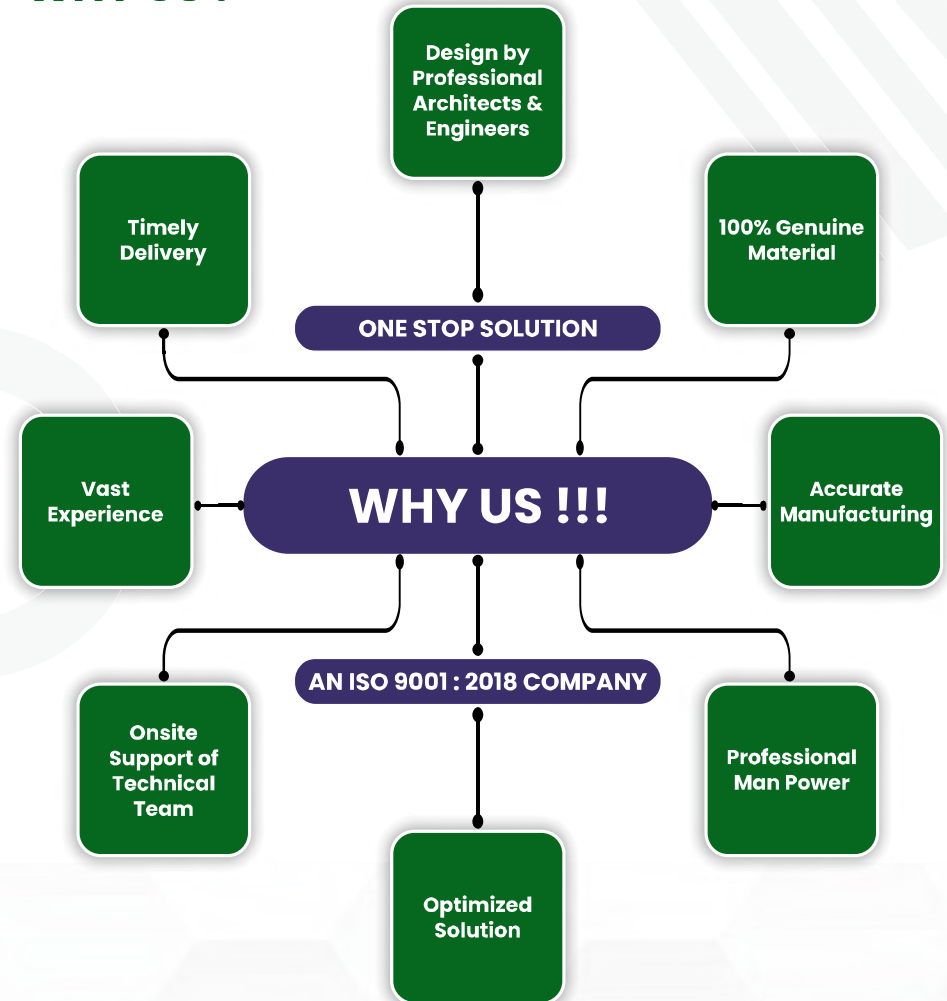 Design by
Professional
Architects &
Engineers
Timely
Delivery
100% Genuine
Material
ONE STOP SOLUTION
Vast
Experience
WHY US !!!
Accurate
Manufacturing
AN ISO 9001 : 2018 COMPANY
Onsite
Support of
Technical
Team
Professional
Man Power
Optimized
Solution